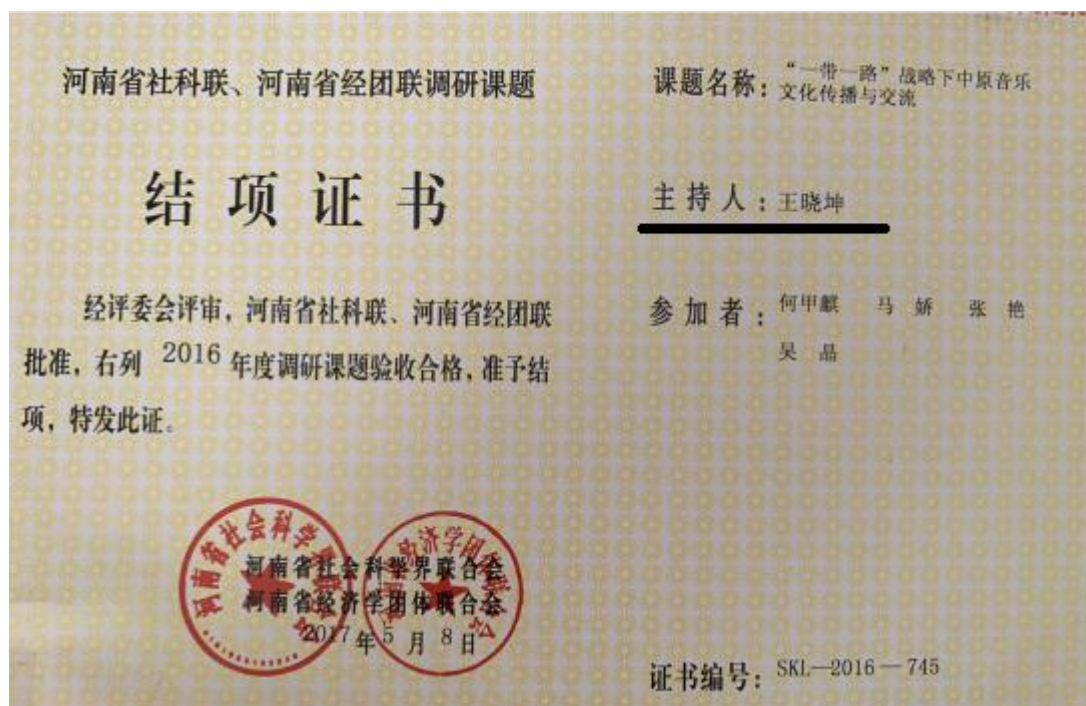 河南省社科联、河南省经团联调研课题
结项证书
经评委会评审，河南省社科联、河南省经团联
批准，右列 2016 年度调研课题验收合格，准予结
项，特发此证。
河南省社会科学界联合会
河南省经济学团体联合会
2017年5月8日
课题名称：“一带一路”战略下中原音乐
文化传播与交流
主持人：王晓坤
参加者：何甲麒 马娇 张艳
吴品
证书编号：SKL—2016—745